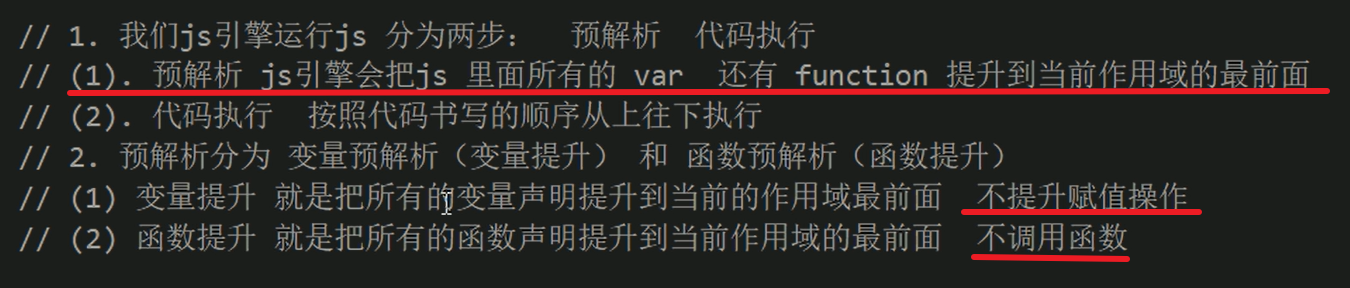 // 1. 我们js引擎运行js 分为两步： 预解析 代码执行
// (1). 预解析 js引擎会把js 里面所有的 var 还有 function 提升到当前作用域的最前面
// (2). 代码执行 按照代码书写的顺序从上往下执行
// 2. 预解析分为 变量预解析（变量提升） 和 函数预解析（函数提升）
// (1) 变量提升 就是把所有的变量声明提升到当前的作用域最前面 不提升赋值操作
// (2) 函数提升 就是把所有的函数声明提升到当前作用域的最前面 不调用函数